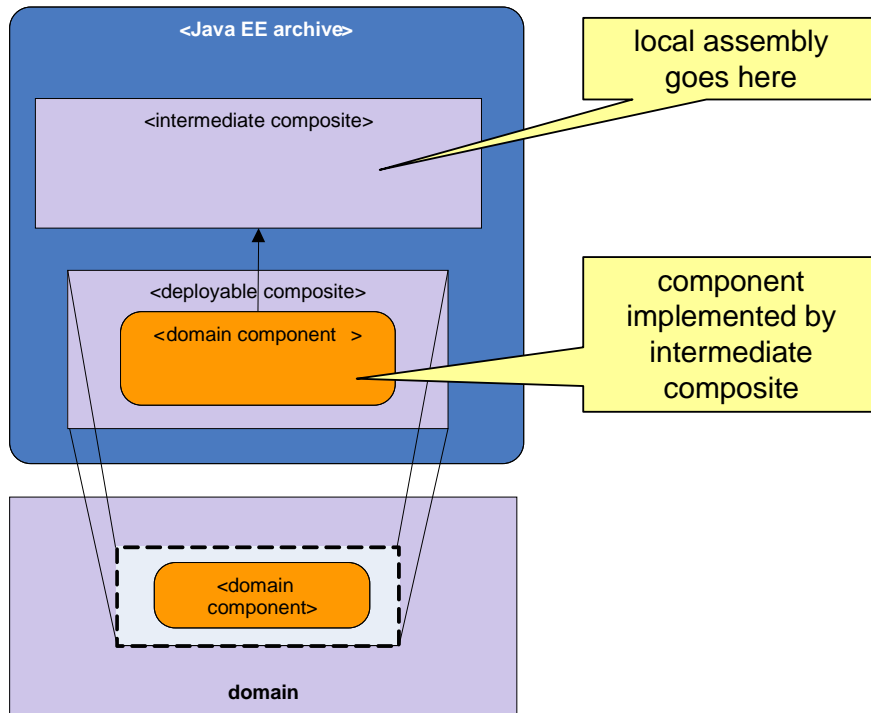 <Java EE archive>
local assembly
goes here
<intermediate composite>
<deployable composite>
<domain component >
component
implemented by
intermediate
composite
<domain
component>
domain